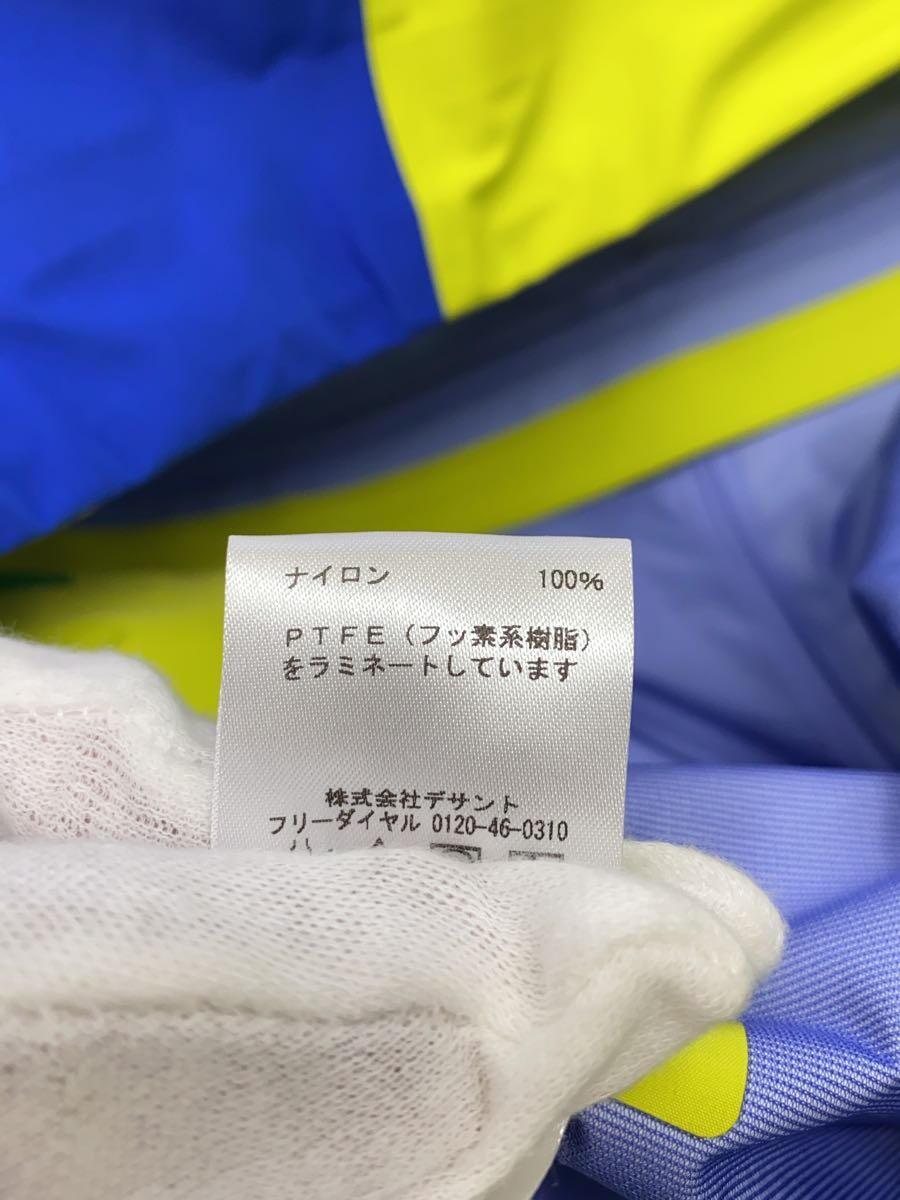 ナイロン 100%
PTFE(フッ素系樹脂)
をラミネートしています
株式会社デサント
フリーダイヤル 0120-46-0310